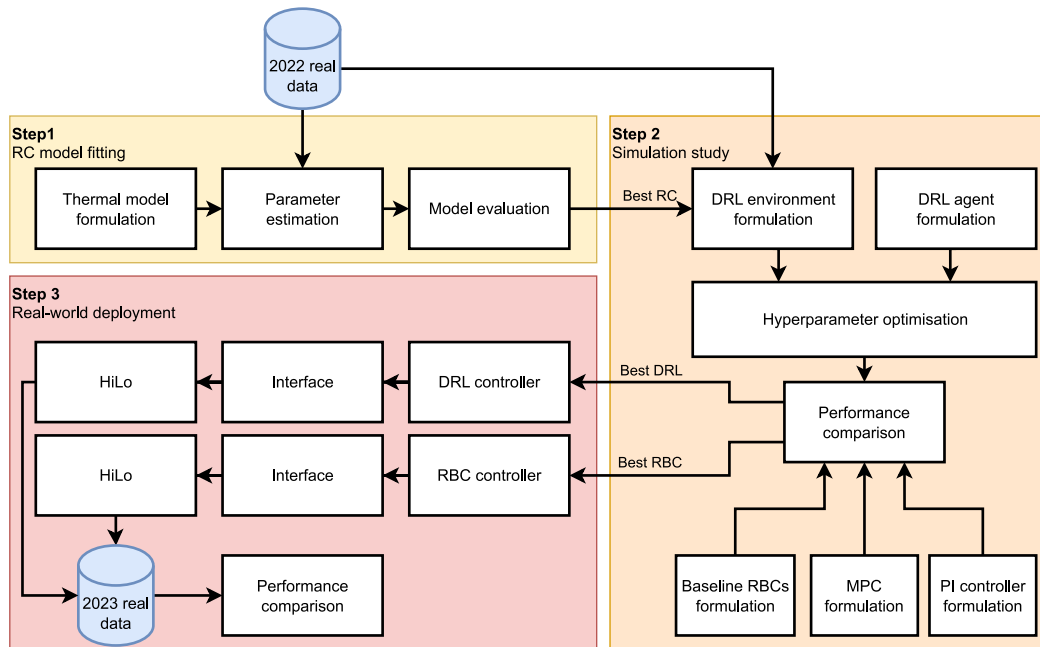 2022 real
data
Step1
RC model fitting
Thermal model
formulation
Parameter
estimation
Model evaluation
Best RC
Step 2
Simulation study
DRL environment
formulation
DRL agent
formulation
Hyperparameter optimisation
Performance
comparison
Baseline RBCs
formulation
MPC
formulation
PI controller
formulation
Step 3
Real-world deployment
Best DRL
DRL controller
Interface
HiLo
Best RBC
RBC controller
Interface
HiLo
2023 real
data
Performance
comparison